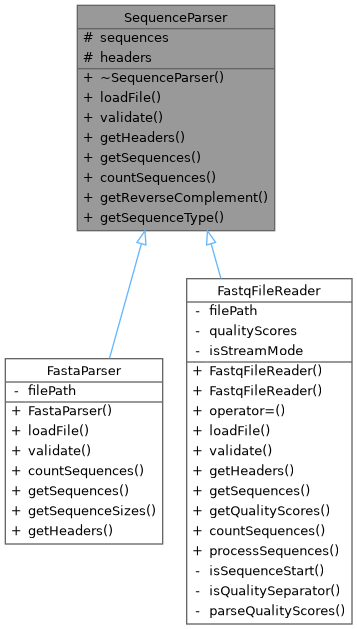 SequenceParser
# sequences
# headers
+ ~SequenceParser()
+ loadFile()
+ validate()
+ getHeaders()
+ getSequences()
+ countSequences()
+ getReverseComplement()
+ getSequenceType()
FastaParser
- filePath
+ FastaParser()
+ loadFile()
+ validate()
+ countSequences()
+ getSequences()
+ getSequenceSizes()
+ getHeaders()
FastqFileReader
- filePath
- qualityScores
- isStreamMode
+ FastqFileReader()
+ FastqFileReader()
+ operator=()
+ loadFile()
+ validate()
+ getHeaders()
+ getSequences()
+ getQualityScores()
+ countSequences()
+ processSequences()
- isSequenceStart()
- isQualitySeparator()
- parseQualityScores()